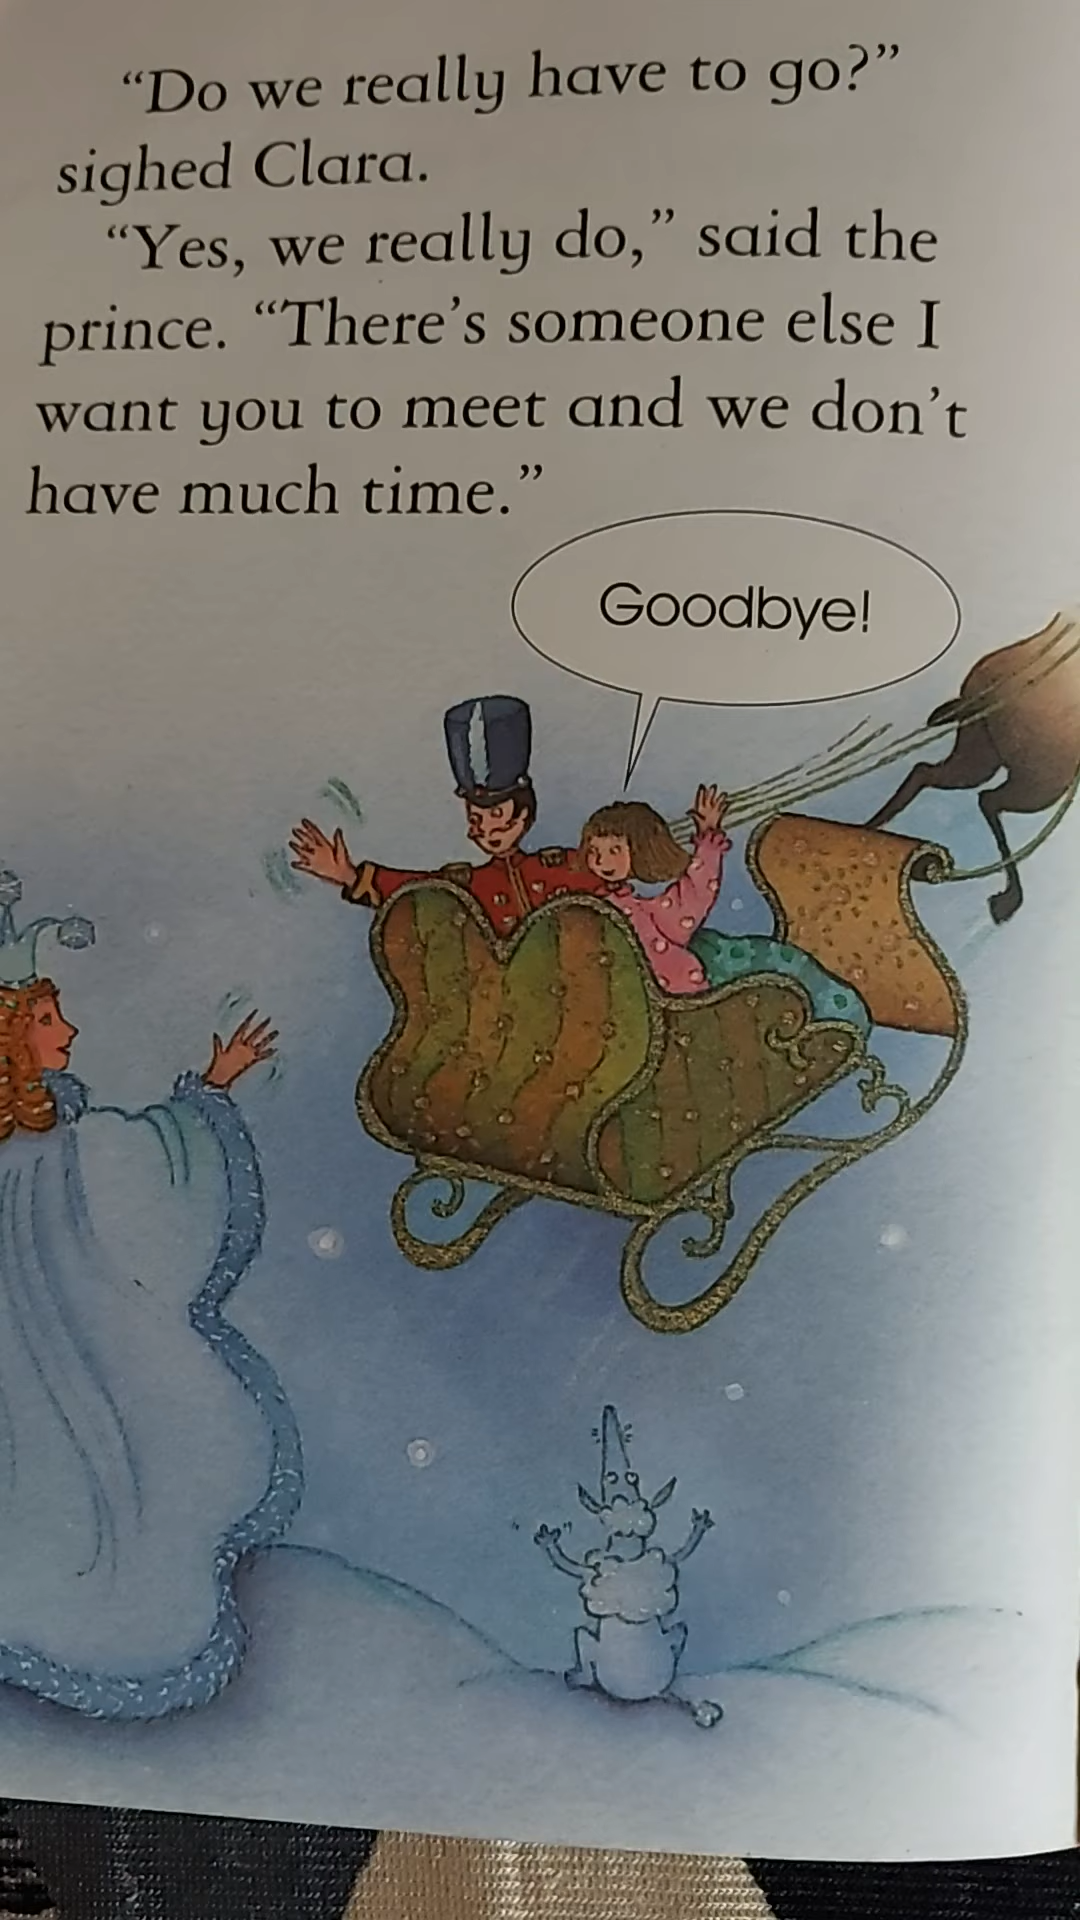 “Do we really have to go?”
sighed Clara.
“Yes, we really do,” said the
prince. “There’s someone else I
want you to meet and we don’t
have much time.”
Goodbye!